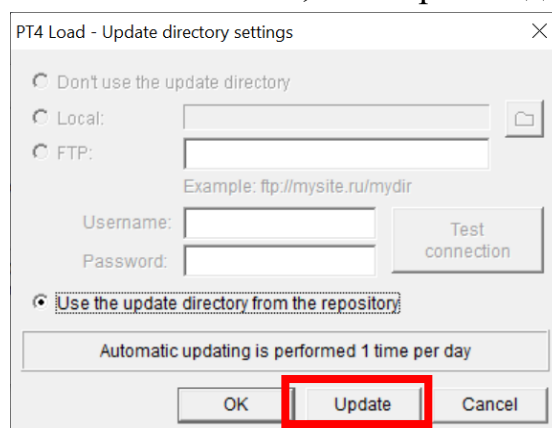 PT4 Load - Update directory settings
Don't use the update directory
Local:
FTP:
Example: ftp://mysite.ru/mydir
Username:
Password:
Test
connection
Use the update directory from the repository
Automatic updating is performed 1 time per day
OK Update Cancel